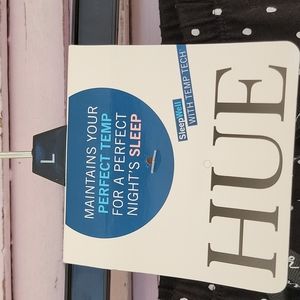 L
MAINTAINS YOUR
PERFECT TEMP
FOR A PERFECT
NIGHT'S SLEEP
SleepWell
WITH TEMP TECH
HUE